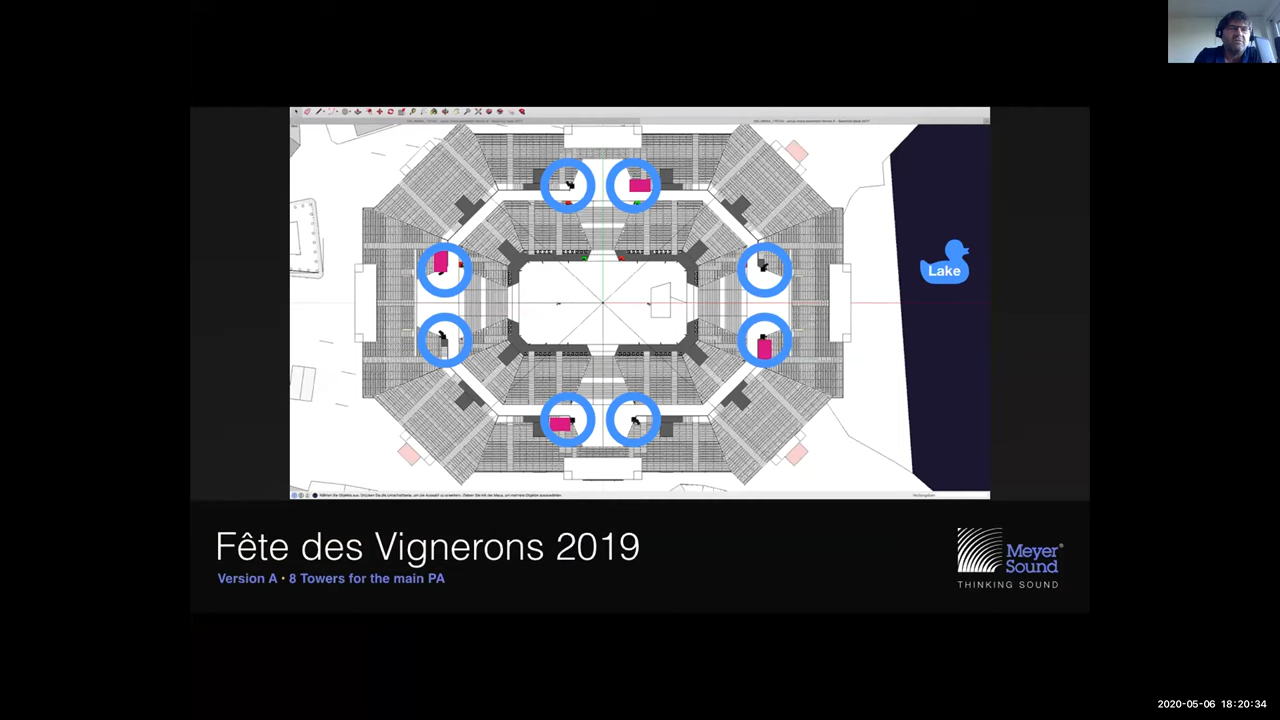 Lake
Fête des Vignerons 2019
Version A • 8 Towers for the main PA
Meyer
Sound
THINKING SOUND
2020-05-06 18:20:34